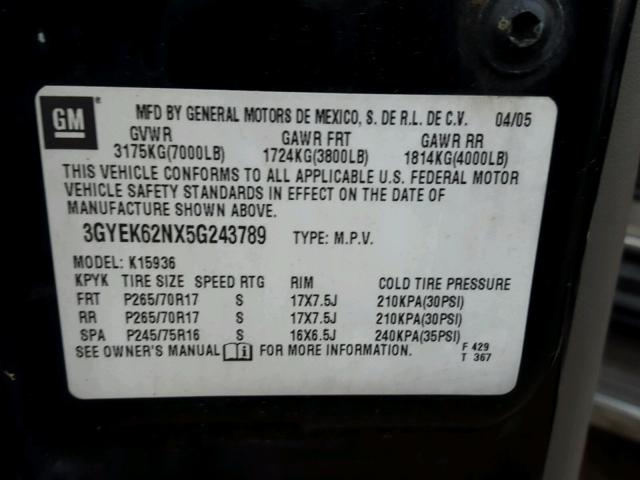 GM ® MFD BY GENERAL MOTORS DE MEXICO, S. DE R.L. DE C.V. 04/05
GVWR GAWR FRT GAWR RR
3175KG(7000LB) 1724KG(3800LB) 1814KG(4000LB)
THIS VEHICLE CONFORMS TO ALL APPLICABLE U.S. FEDERAL MOTOR
VEHICLE SAFETY STANDARDS IN EFFECT ON THE DATE OF
MANUFACTURE SHOWN ABOVE.
3GYEK62NX5G243789 TYPE: M.P.V.
MODEL: K15936
KPYK TIRE SIZE SPEED RTG RIM COLD TIRE PRESSURE
FRT P265/70R17 S 17X7.5J 210KPA(30PSI)
RR P265/70R17 S 17X7.5J 210KPA(30PSI)
SPA P245/75R16 S 16X6.5J 240KPA(35PSI)
SEE OWNER'S MANUAL i FOR MORE INFORMATION. F 429
T 367